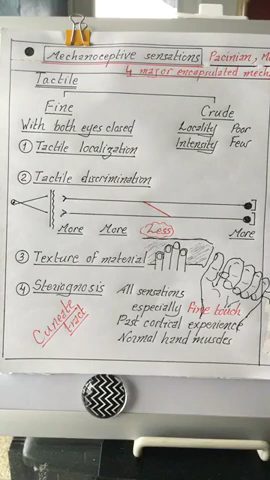 Mechanoceptive sensations Pacinian,
4 major encapsulated
Tactile
Fine Crude
With both eyes closed Locality Poor
① Tactile localization Intensity Few
② Tactile discrimination
More More Less More
③ Texture of material
④ Steriognosis All sensations
especially Fine touch
Past cortical experience
Normal hand muscles
Cuneate
tract